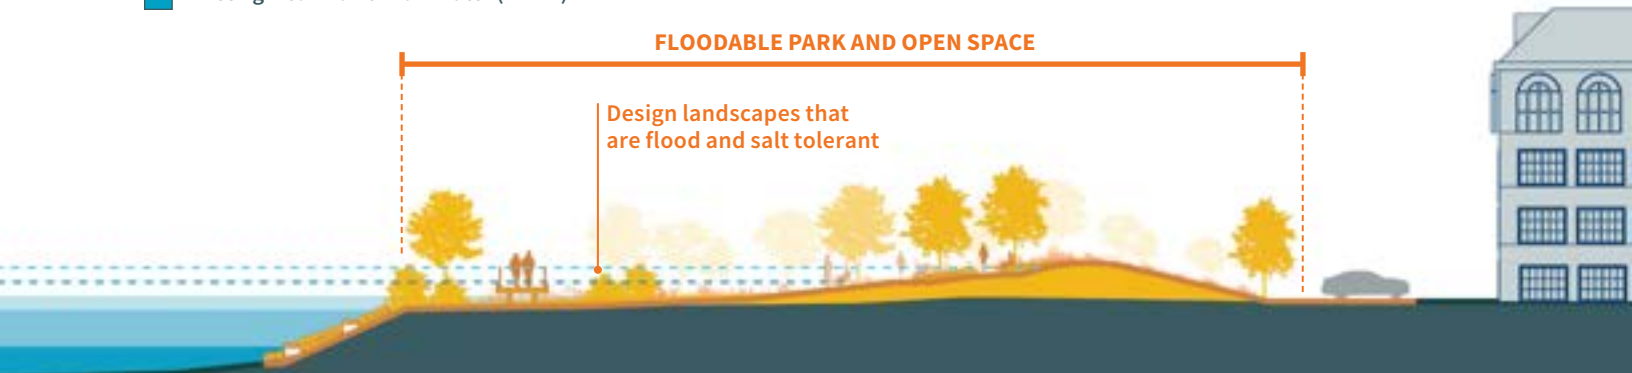 FLOODABLE PARK AND OPEN SPACE
Design landscapes that
are flood and salt tolerant